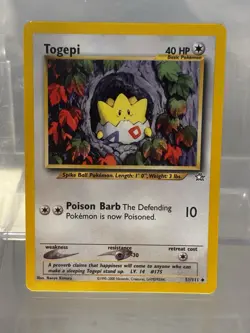 Togepi
40 HP
Basic Pokémon
Spike Ball Pokémon. Length: 1' 0", Weight: 3 lbs.
Poison Barb The Defending
Pokémon is now Poisoned.
10
weakness
resistance
retreat cost
-30
A proverb claims that happiness will come to anyone who can
make a sleeping Togepi stand up. LV. 14 #175
51/111